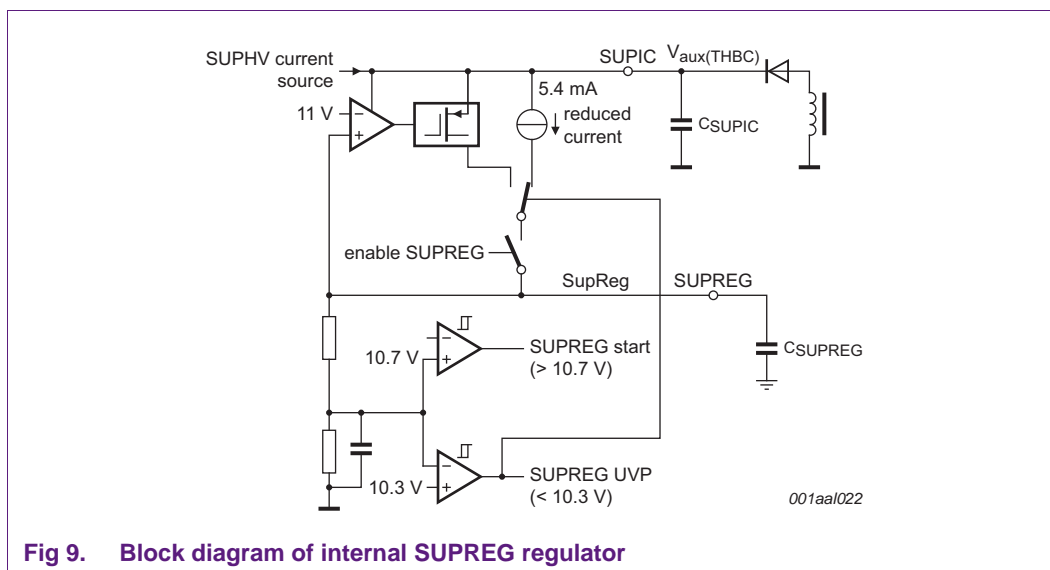 SUPHV current
source
SUPIC
Vaux(THBC)
5.4 mA
11 V
−
+
reduced
current
CSUPIC
enable SUPREG
SupReg
SUPREG
10.7 V
−
+
SUPREG start
(> 10.7 V)
CSUPREG
−
10.3 V
+
SUPREG UVP
(< 10.3 V)
001aal022
Fig 9. Block diagram of internal SUPREG regulator